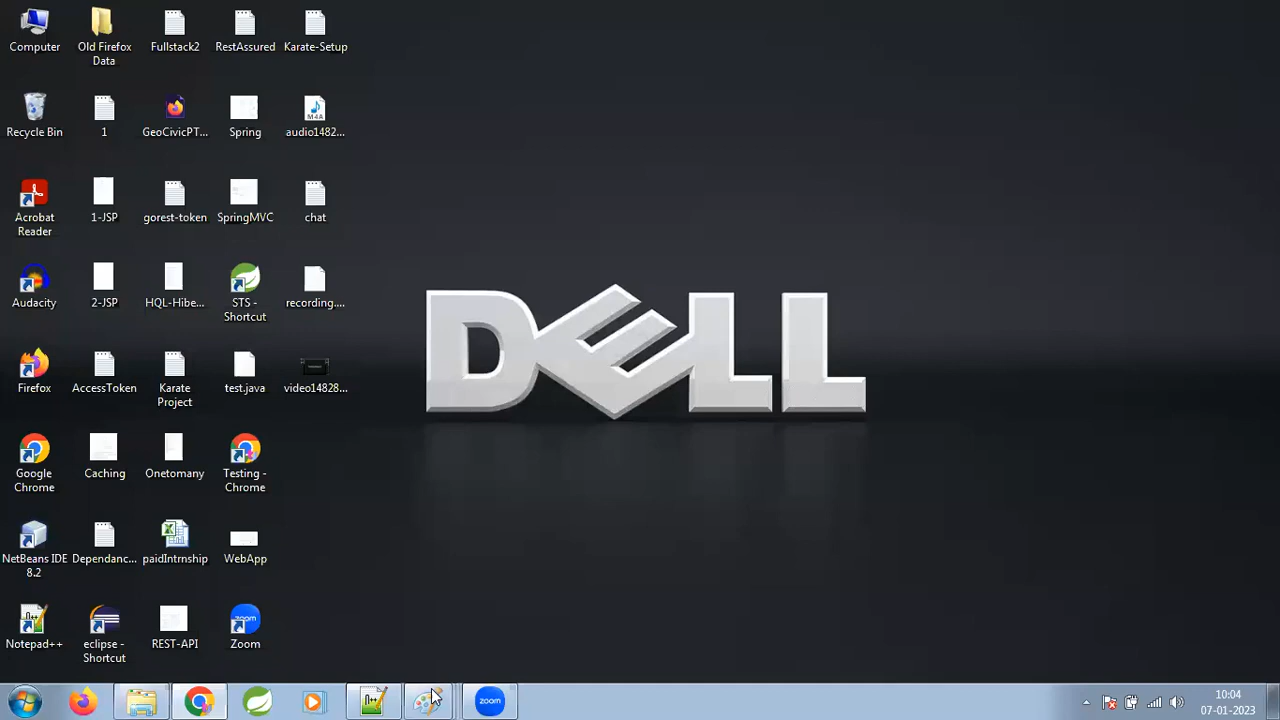 Computer
Old Firefox
Data
Fullstack2
RestAssured
Karate-Setup
Recycle Bin
1
GeoCivicPT...
Spring
audio1482...
M4A
Acrobat
Reader
1-JSP
gorest-token
SpringMVC
chat
Audacity
2-JSP
HQL-Hibe...
STS -
Shortcut
recording....
Firefox
AccessToken
Karate
Project
test.java
video14828...
Google
Chrome
Caching
Onetomany
Testing -
Chrome
NetBeans IDE
8.2
Dependanc...
paidIntrnship
WebApp
Notepad++
eclipse -
Shortcut
REST-API
zoom
Zoom
DELL
zoom
10:04
07-01-2023